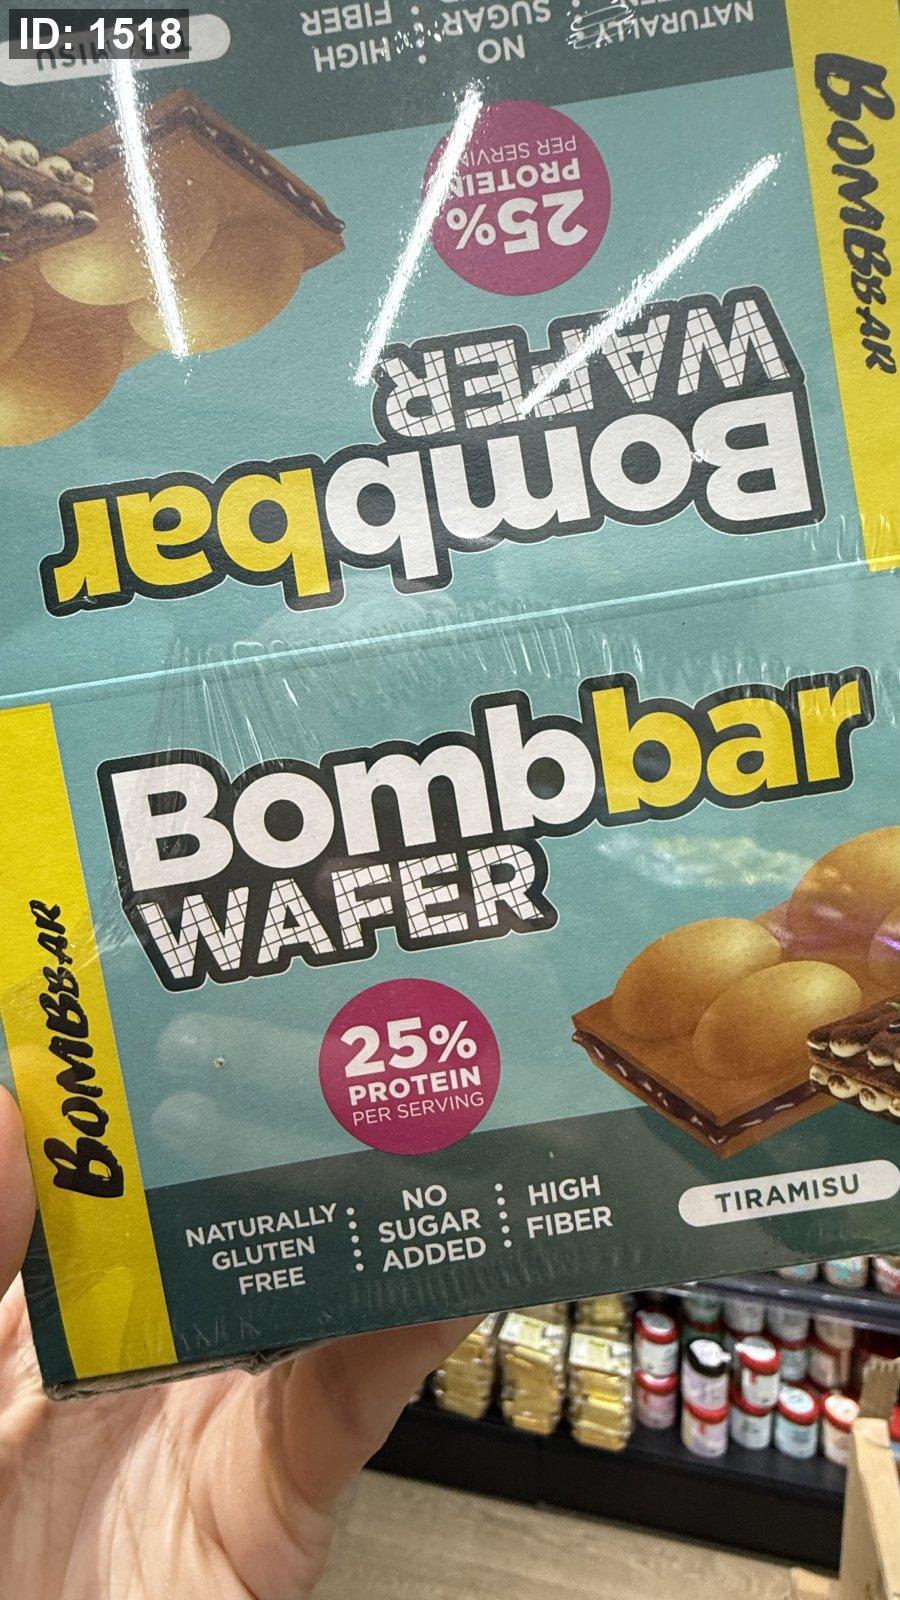 ID: 1518
TIRAMISU
HIGH
FIBER
NO
SUGAR
NATURALLY
BOMBBAR
25%
PROTEIN
PER SERVING
Bombbar
WAFER
Bombbar
WAFER
BOMBBAR
25%
PROTEIN
PER SERVING
NATURALLY
GLUTEN
FREE
NO
SUGAR
ADDED
HIGH
FIBER
TIRAMISU